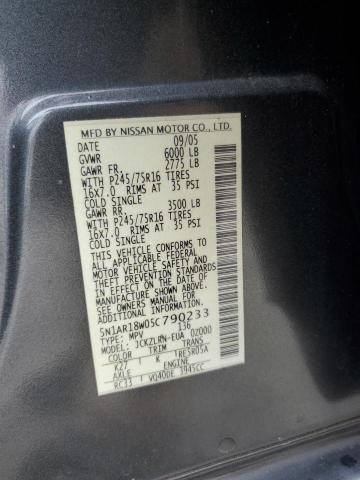 MFD BY NISSAN MOTOR CO., LTD.
DATE 09/05
GVWR 6000 LB
GAWR FR. 2775 LB
WITH P245/75R16 TIRES
16X7.0 RIMS AT 35 PSI
COLD SINGLE
GAWR RR. 3500 LB
WITH P245/75R16 TIRES
16X7.0 RIMS AT 35 PSI
COLD SINGLE
THIS VEHICLE CONFORMS TO
ALL APPLICABLE FEDERAL
MOTOR VEHICLE SAFETY AND
THEFT PREVENTION STANDARDS
IN EFFECT ON THE DATE OF
MANUFACTURE SHOWN ABOVE.
SEE OWNERS MANUAL FOR
ADDITIONAL INFORMATION.
5N1AR18W05C790233
TYPE: MPV 136
MODEL: JCKZLRN-EUA 0Z000
COLOR TRIM TRANS
K27 K TRE5R05A
AXLE ENGINE
RC33 VQ40DE 3945CC